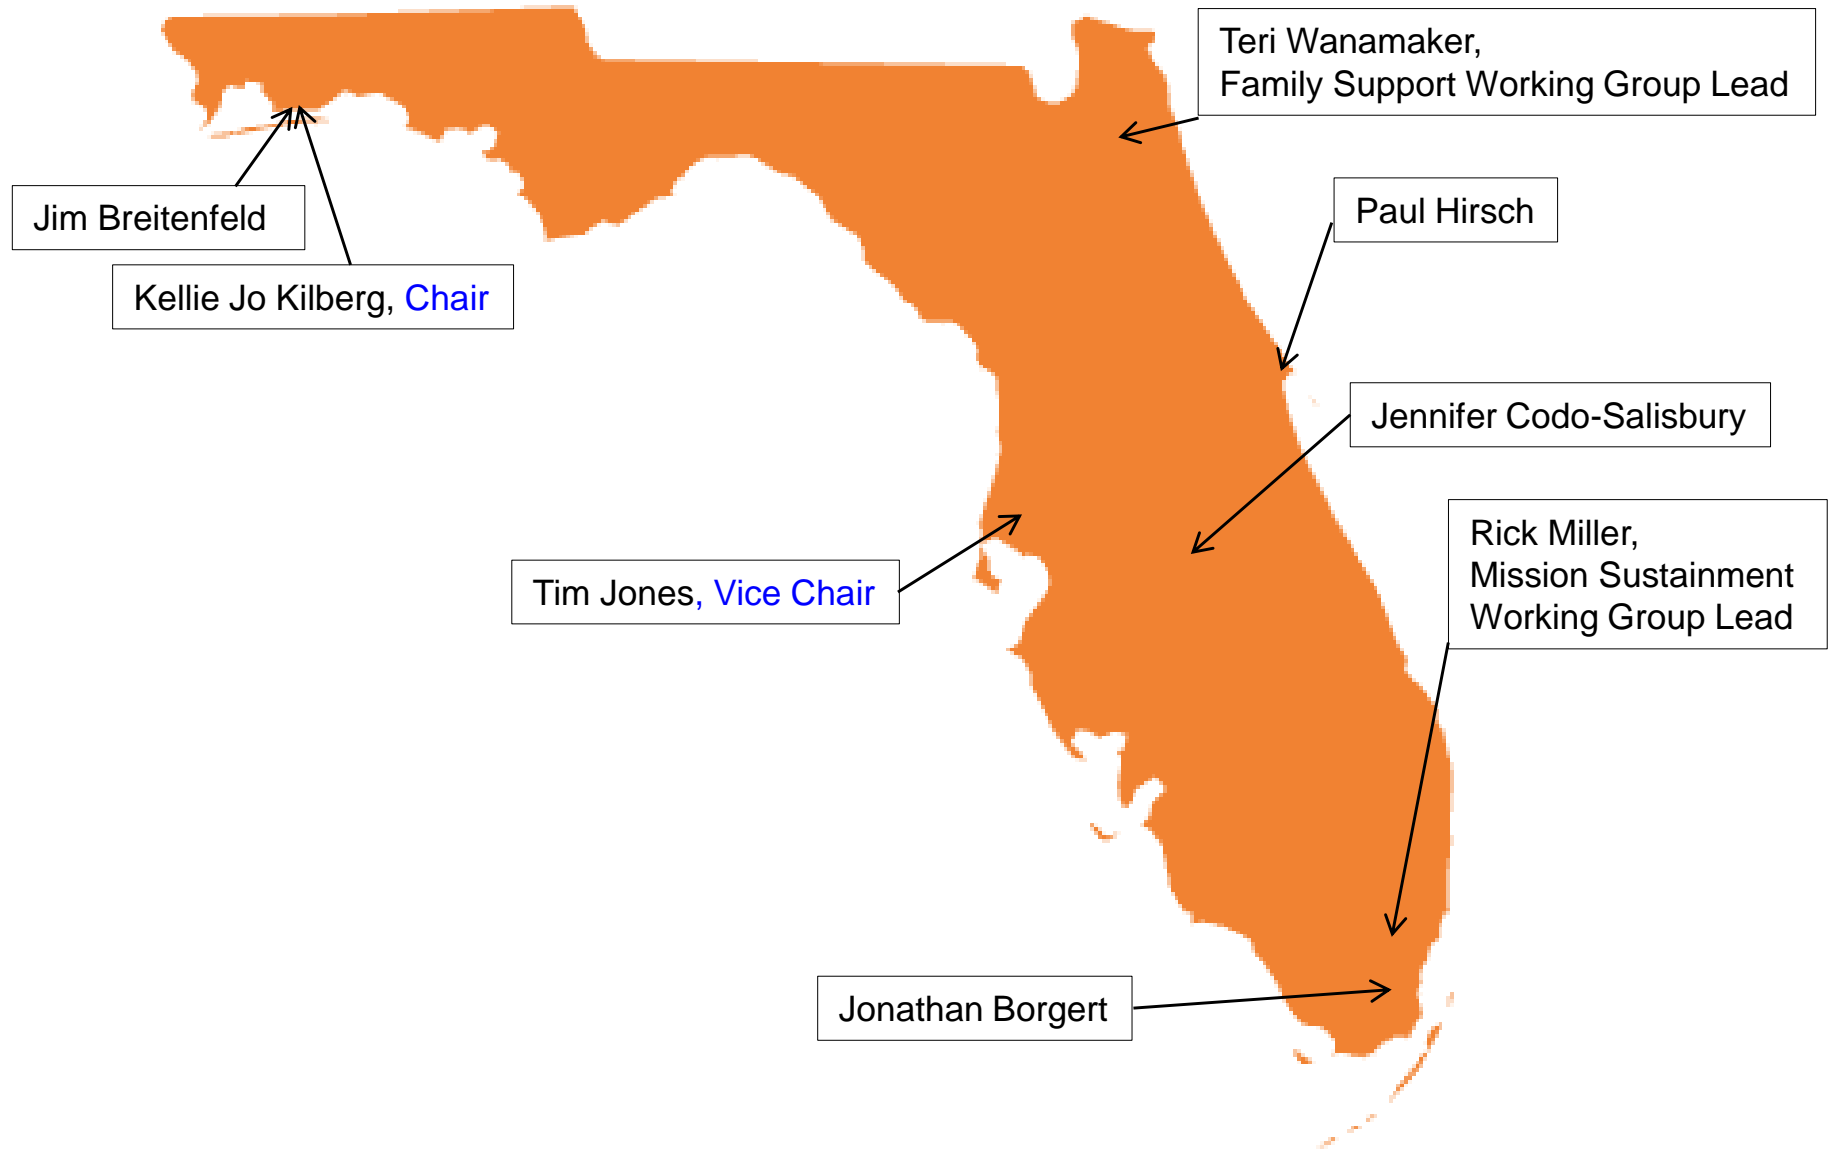 Teri Wanamaker,
Family Support Working Group Lead
Jim Breitenfeld
Paul Hirsch
Kellie Jo Kilberg, Chair
Jennifer Codo-Salisbury
Rick Miller,
Mission Sustainment
Working Group Lead
Tim Jones, Vice Chair
Jonathan Borgert